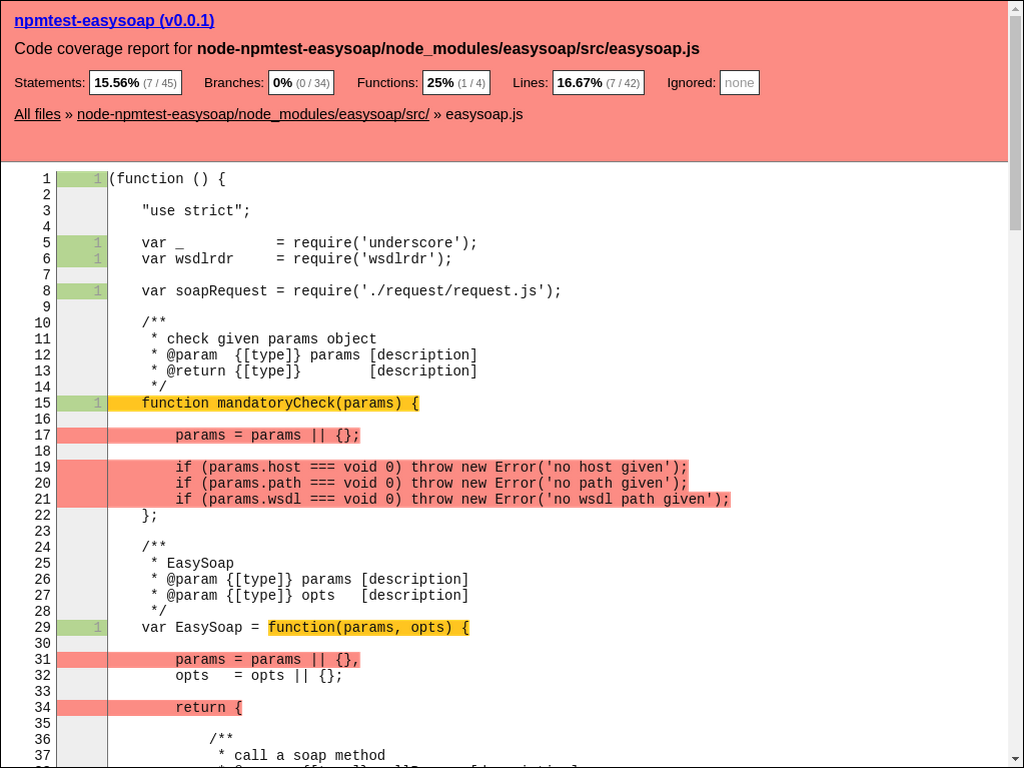 npmtest-easysoap (v0.0.1)
Code coverage report for node-npmtest-easysoap/node_modules/easysoap/src/easysoap.js
Statements: 15.56% (7 / 45) Branches: 0% (0 / 34) Functions: 25% (1 / 4) Lines: 16.67% (7 / 42) Ignored: none
All files » node-npmtest-easysoap/node_modules/easysoap/src/ » easysoap.js
1 1 (function () {
2
3 "use strict";
4
5 1 var _           = require('underscore');
6 1 var wsdlrdr     = require('wsdlrdr');
7
8 1 var soapRequest = require('./request/request.js');
9
10 /**
11 * check given params object
12 * @param  {[type]} params [description]
13 * @return {[type]}        [description]
14 */
15 1 function mandatoryCheck(params) {
16
17 params = params || {};
18
19 if (params.host === void 0) throw new Error('no host given');
20 if (params.path === void 0) throw new Error('no path given');
21 if (params.wsdl === void 0) throw new Error('no wsdl path given');
22 };
23
24 /**
25 * EasySoap
26 * @param {[type]} params [description]
27 * @param {[type]} opts   [description]
28 */
29 1 var EasySoap = function(params, opts) {
30
31 params = params || {},
32 opts   = opts || {};
33
34 return {
35
36 /**
37 * call a soap method